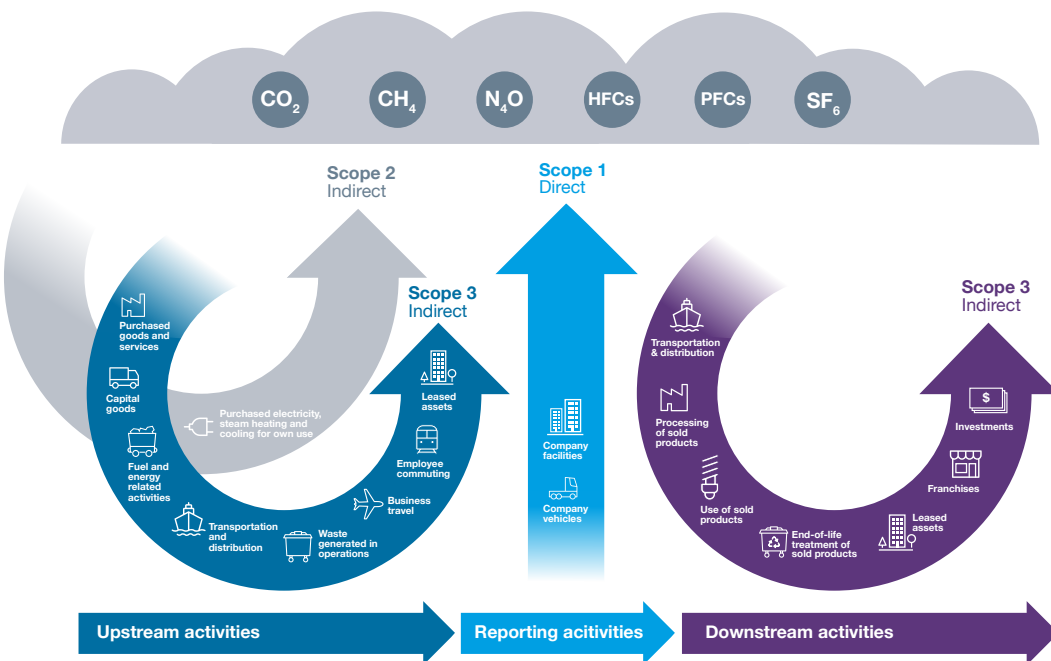 CO2
CH4
N4O
HFCs
PFCs
SF6
Scope 2
Indirect
Scope 1
Direct
Scope 3
Indirect
Scope 3
Indirect
Purchased
goods and
services
Capital
goods
Fuel and
energy
related
activities
Transportation
and
distribution
Waste
generated in
operations
Business
travel
Employee
commuting
Leased
assets
Purchased electricity,
steam heating and
cooling for own use
Company
facilities
Company
vehicles
Transportation
& distribution
Processing
of sold
products
Use of sold
products
End-of-life
treatment of
sold products
Leased
assets
Franchises
$
Investments
Upstream activities
Reporting acitivities
Downstream activities